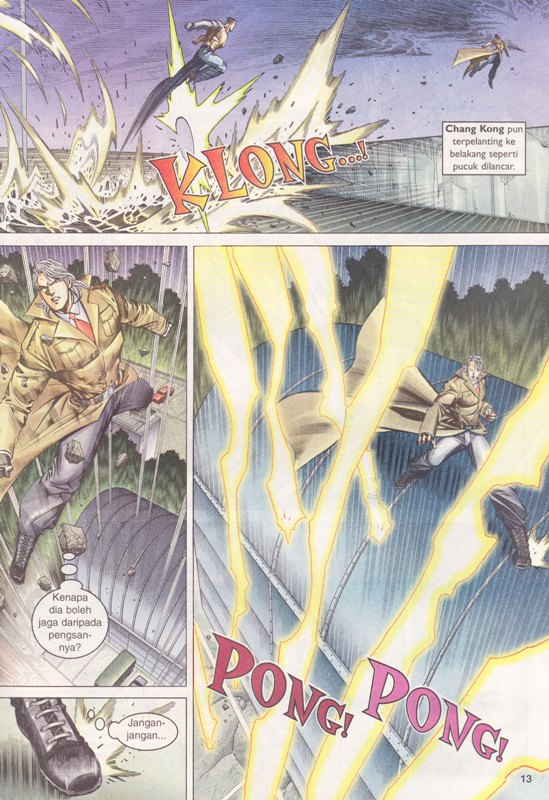 KLONG...!
Chang Kong pun
terpelanting ke
belakang seperti
pucuk dilancar.
Kenapa
dia boleh
jaga daripada
pengsan-
nya?
Jangan-
jangan...
PONG!
PONG!
13